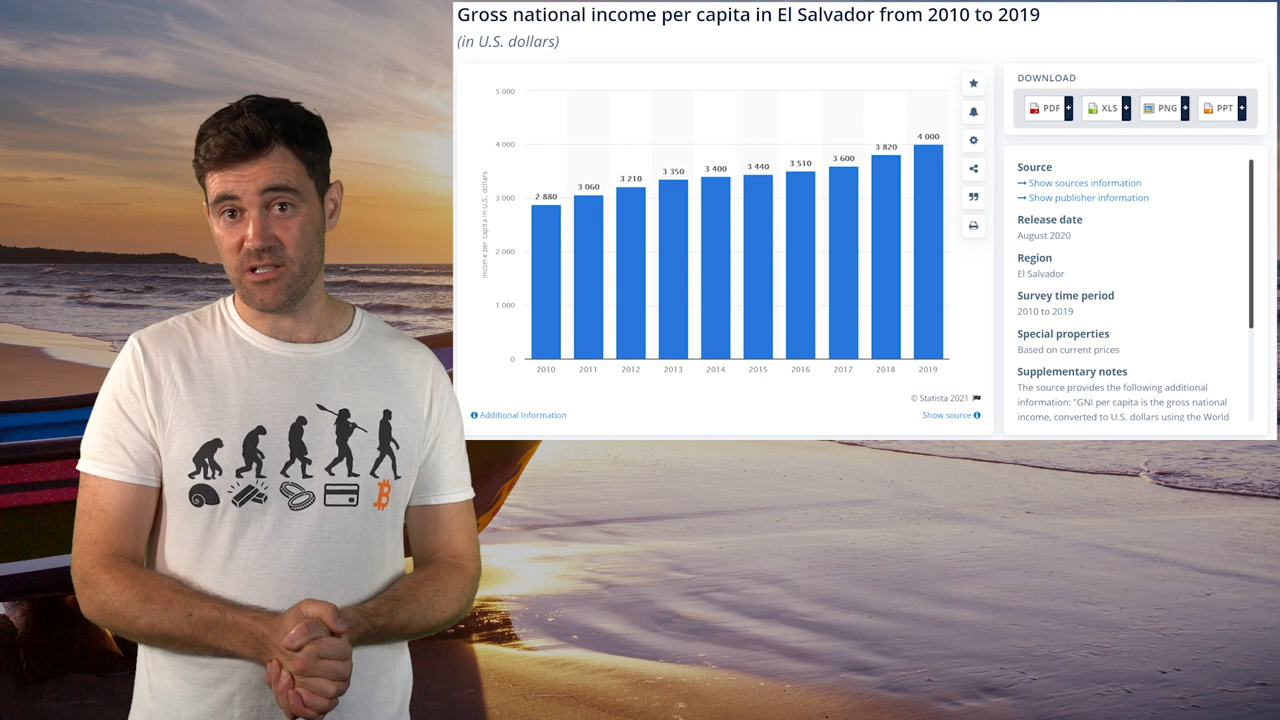 Gross national income per capita in El Salvador from 2010 to 2019
(in U.S. dollars)
5 000
4 000
3 000
2 000
1 000
0
income per capita in U.S. dollars
2 880
3 060
3 210
3 350
3 400
3 440
3 510
3 600
3 820
4 000
2010 2011 2012 2013 2014 2015 2016 2017 2018 2019
© Statista 2021
Additional Information
Show source
DOWNLOAD
PDF + XLS + PNG + PPT +
Source
→ Show sources information
→ Show publisher information
Release date
August 2020
Region
El Salvador
Survey time period
2010 to 2019
Special properties
Based on current prices
Supplementary notes
The source provides the following additional
information: "GNI per capita is the gross national
income, converted to U.S. dollars using the World